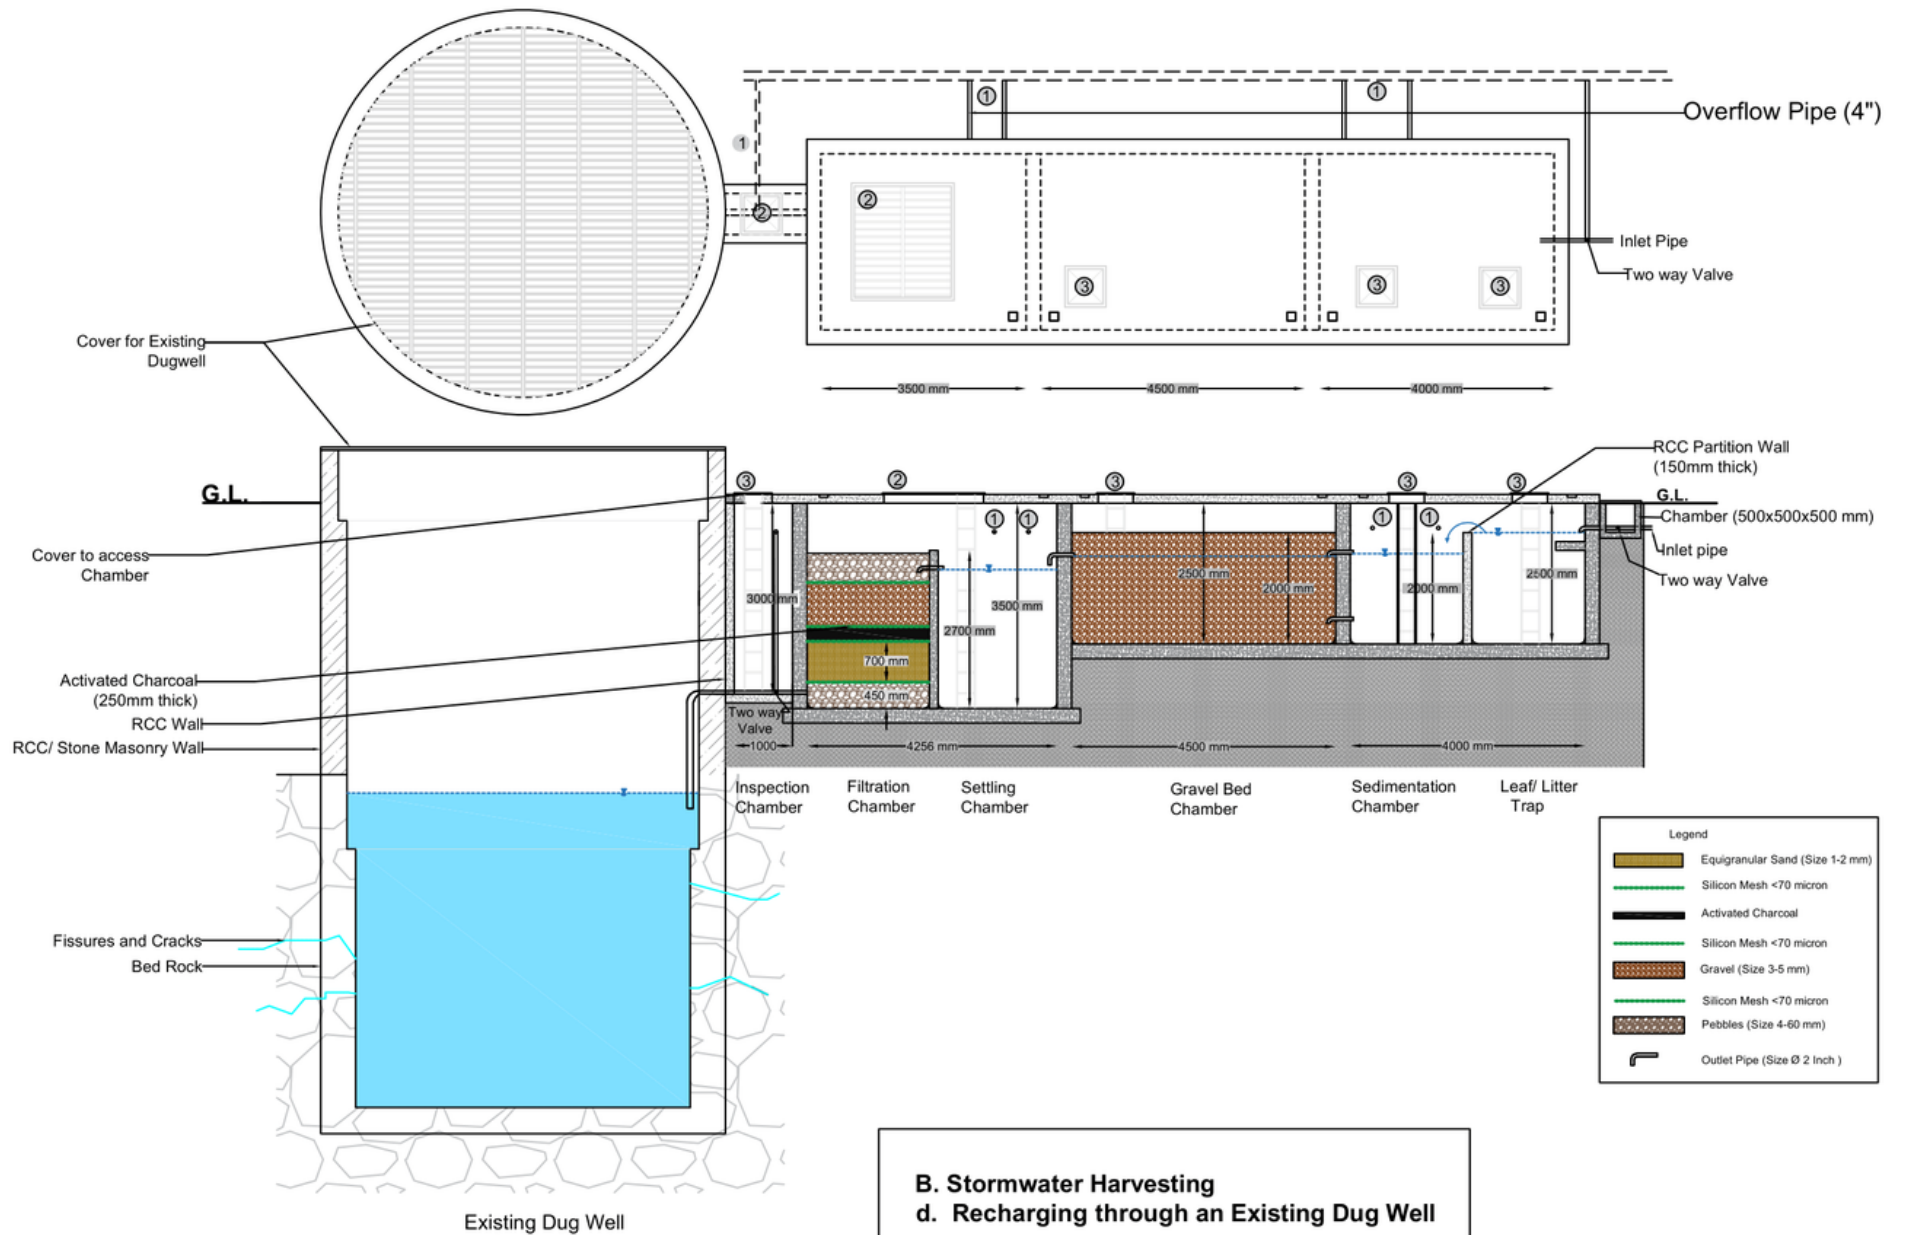 1
1
Overflow Pipe (4")
1
2
2
Inlet Pipe
Two way Valve
3
3
3
Cover for Existing
Dugwell
3500 mm
4500 mm
4000 mm
RCC Partition Wall
(150mm thick)
3
2
3
3
3
G.L.
G.L.
Chamber (500x500x500 mm)
1
1
1
1
Cover to access
Chamber
Inlet pipe
Two way Valve
3000 mm
3500 mm
2500 mm
2000 mm
2000 mm
2500 mm
2700 mm
700 mm
450 mm
Activated Charcoal
(250mm thick)
RCC Wall
RCC/ Stone Masonry Wall
Two way
Valve
1000
4256 mm
4500 mm
4000 mm
Inspection
Chamber
Filtration
Chamber
Settling
Chamber
Gravel Bed
Chamber
Sedimentation
Chamber
Leaf/ Litter
Trap
Legend
Equigranular Sand (Size 1-2 mm)
Silicon Mesh <70 micron
Activated Charcoal
Silicon Mesh <70 micron
Gravel (Size 3-5 mm)
Silicon Mesh <70 micron
Pebbles (Size 4-60 mm)
Outlet Pipe (Size Ø 2 Inch )
Fissures and Cracks
Bed Rock
B. Stormwater Harvesting
d. Recharging through an Existing Dug Well
Existing Dug Well